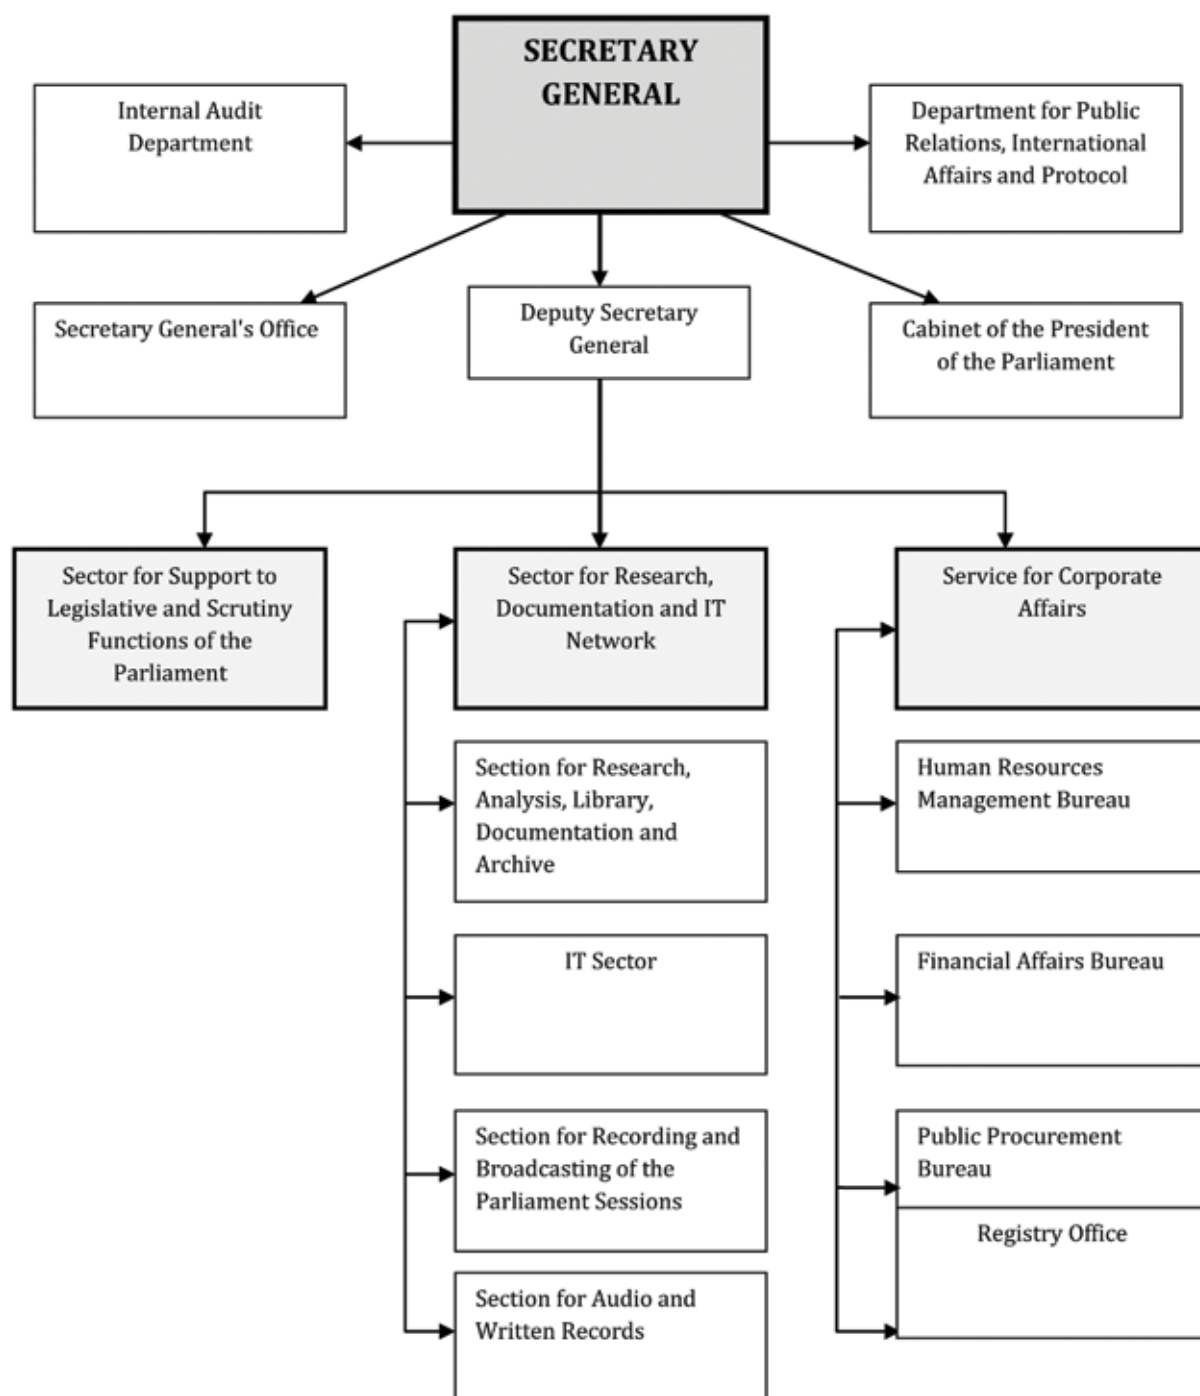 SECRETARY
GENERAL
Internal Audit
Department
Department for Public
Relations, International
Affairs and Protocol
Secretary General's Office
Deputy Secretary
General
Cabinet of the President
of the Parliament
Sector for Support to
Legislative and Scrutiny
Functions of the
Parliament
Sector for Research,
Documentation and IT
Network
Service for Corporate
Affairs
Section for Research,
Analysis, Library,
Documentation and
Archive
Human Resources
Management Bureau
IT Sector
Financial Affairs Bureau
Section for Recording and
Broadcasting of the
Parliament Sessions
Public Procurement
Bureau
Registry Office
Section for Audio and
Written Records